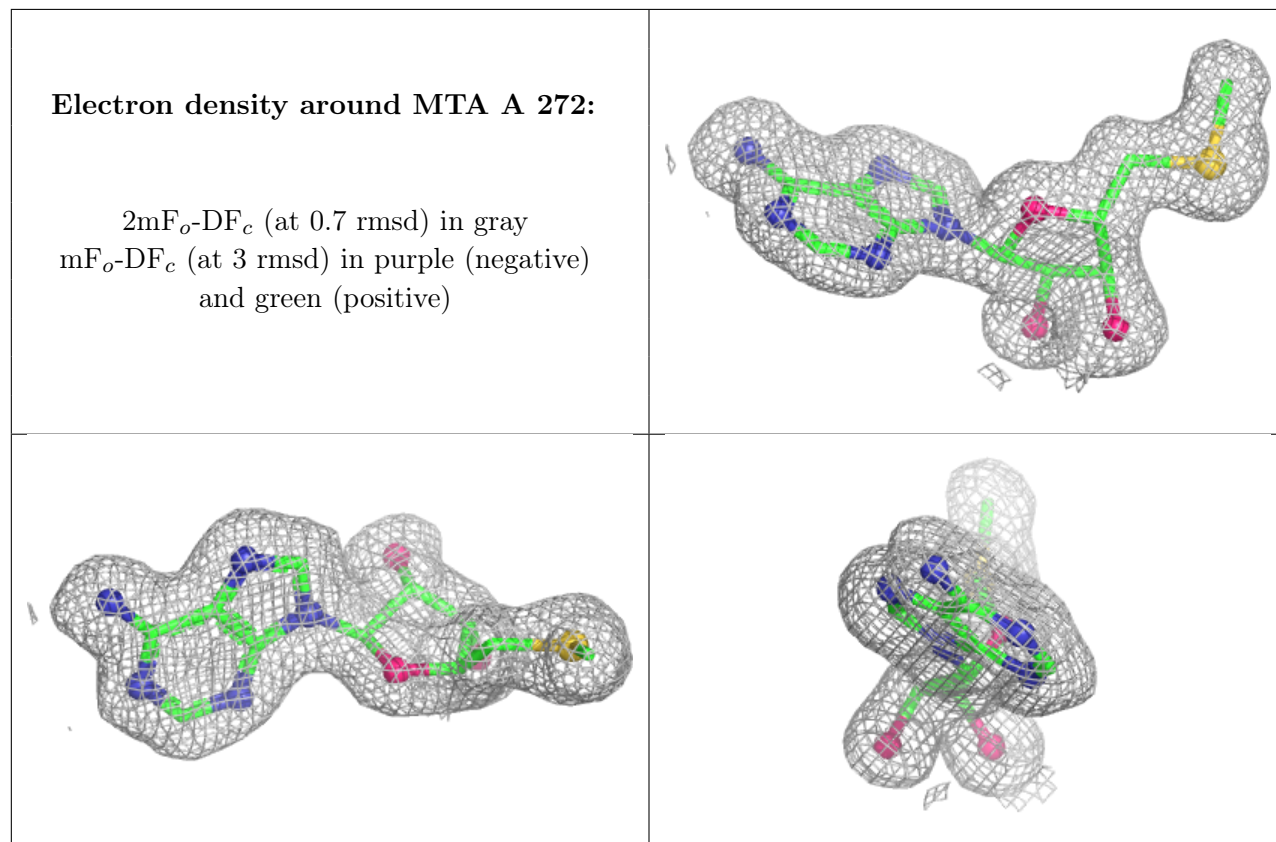 Electron density around MTA A 272:
2mFo-DFc (at 0.7 rmsd) in gray
mFo-DFc (at 3 rmsd) in purple (negative)
and green (positive)